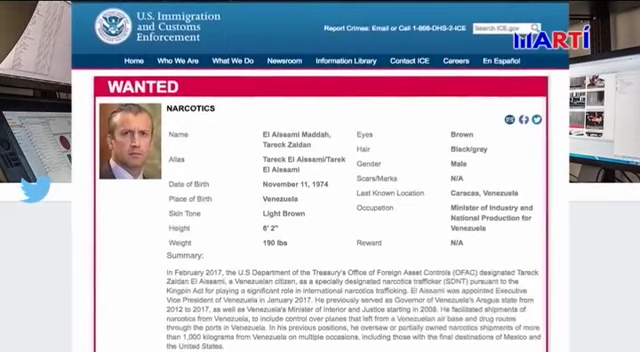 U.S. Immigration
and Customs
Enforcement
Report Crimes: Email or Call 1-866-DHS-2-ICE
Search ICE.gov
MARTÍ
Home Who We Are What We Do Newsroom Information Library Contact ICE Careers En Español
WANTED
NARCOTICS
Name El Aissami Maddah,
Tareck Zaidan
Alias Tareck El Aissami/Tarek
El Aissami
Date of Birth November 11, 1974
Place of Birth Venezuela
Skin Tone Light Brown
Height 6' 2"
Weight 190 lbs
Eyes Brown
Hair Black/grey
Gender Male
Scars/Marks N/A
Last Known Location Caracas, Venezuela
Occupation Minister of Industry and
National Production for
Venezuela
Reward N/A
Summary:
In February 2017, the U.S Department of the Treasury's Office of Foreign Asset Controls (OFAC) designated Tareck
Zaidan El Aissami, a Venezuelan citizen, as a specially designated narcotics trafficker (SDNT) pursuant to the
Kingpin Act for playing a significant role in international narcotics trafficking. El Aissami was appointed Executive
Vice President of Venezuela in January 2017. He previously served as Governor of Venezuela's Aragua state from
2012 to 2017, as well as Venezuela's Minister of Interior and Justice starting in 2008. He facilitated shipments of
narcotics from Venezuela, to include control over planes that left from a Venezuelan air base and drug routes
through the ports in Venezuela. In his previous positions, he oversaw or partially owned narcotics shipments of more
than 1,000 kilograms from Venezuela on multiple occasions, including those with the final destinations of Mexico and
the United States.